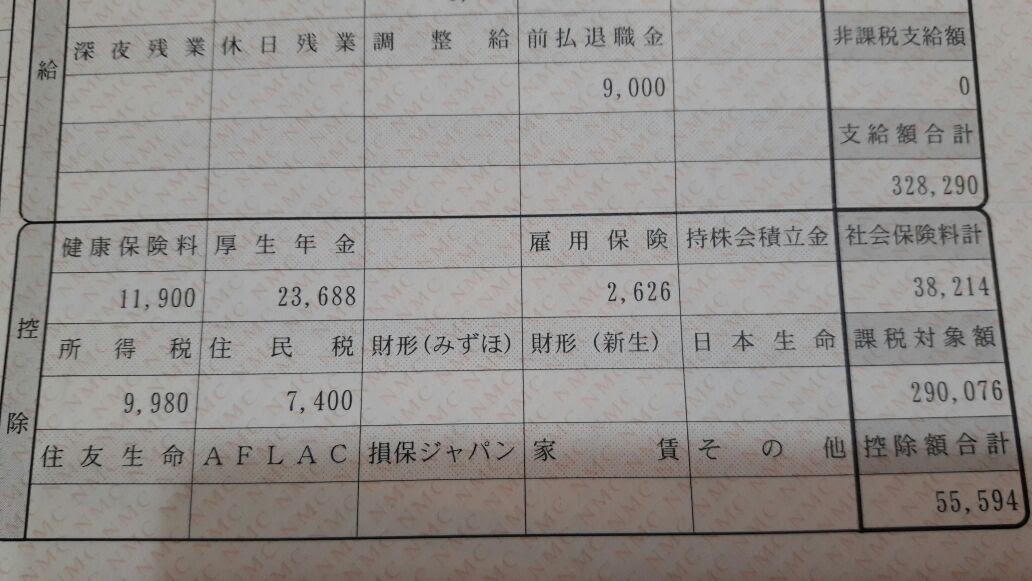 給
深夜残業 休日残業 調整給 前払退職金 非課税支給額
9,000 0
支給額合計
328,290
控除
健康保険料 厚生年金 雇用保険 持株会積立金 社会保険料計
11,900 23,688 2,626 38,214
所得税 住民税 財形(みずほ) 財形(新生) 日本生命 課税対象額
9,980 7,400 290,076
住友生命 AFLAC 損保ジャパン 家賃 その他 控除額合計
55,594